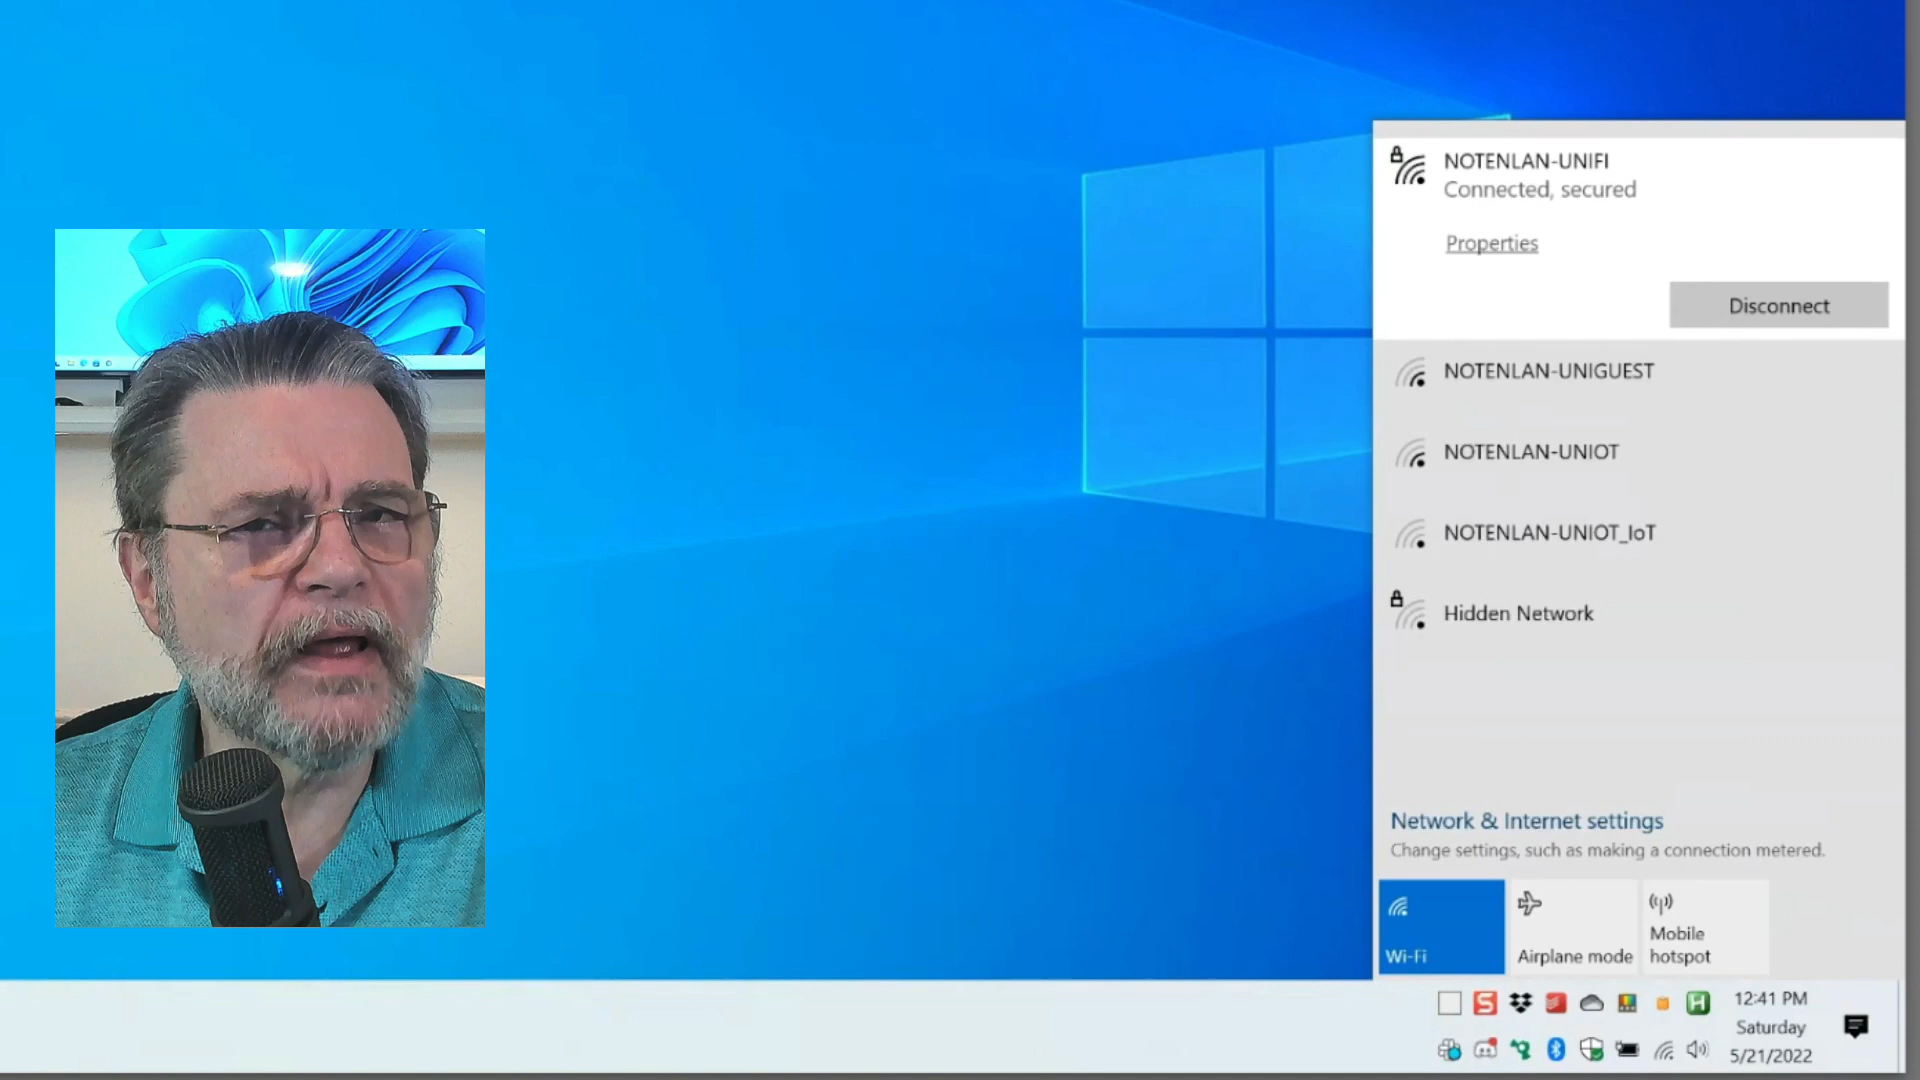 NOTENLAN-UNIFI
Connected, secured
Properties
Disconnect
NOTENLAN-UNIGUEST
NOTENLAN-UNIOT
NOTENLAN-UNIOT_IoT
Hidden Network
Network & Internet settings
Change settings, such as making a connection metered.
Wi-Fi
Airplane mode
Mobile
hotspot
12:41 PM
Saturday
5/21/2022